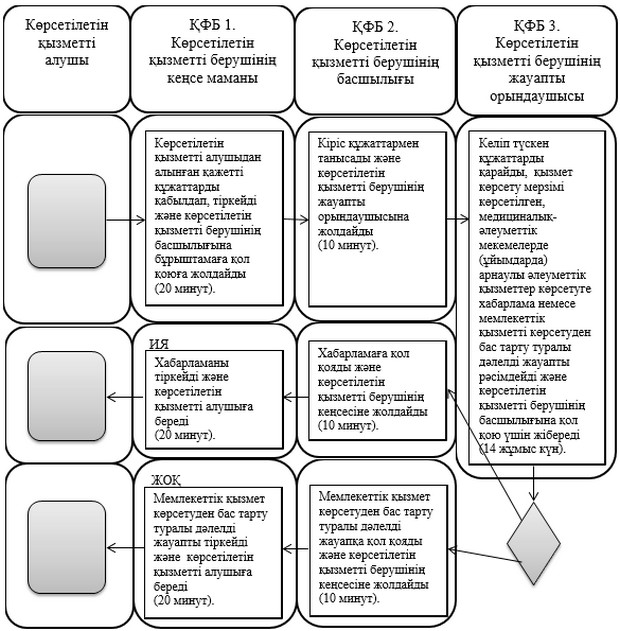 Көрсетілетін
қызметті
алушы
ҚФБ 1.
Көрсетілетін
қызметті берушінің
кеңсе маманы
ҚФБ 2.
Көрсетілетін
қызметті берушінің
басшылығы
ҚФБ 3.
Көрсетілетін
қызметті берушінің
жауапты
орындаушысы
Көрсетілетін
қызметті алушыдан
алынған қажетті
құжаттарды
қабылдап, тіркейді
және көрсетілетін
қызметті берушінің
басшылығына
бұрыштамаға қол
қоюға жолдайды
(20 минут).
Кіріс құжаттармен
танысады және
көрсетілетін
қызметті берушінің
жауапты
орындаушысына
жолдайды
(10 минут).
Келіп түскен
құжаттарды
қарайды, қызмет
көрсету мерзімі
көрсетілген,
медициналық-
әлеуметтік
мекемелерде
(ұйымдарда)
арнаулы әлеуметтік
қызметтер көрсетуге
хабарлама немесе
мемлекеттік
қызметті көрсетуден
бас тарту туралы
дәлелді жауапты
рәсімдейді және
көрсетілетін
қызметті берушінің
басшылығына қол
қою үшін жібереді
(14 жұмыс күн).
ИЯ
Хабарламаны
тіркейді және
көрсетілетін
қызметті алушыға
береді
(20 минут).
Хабарламаға қол
қояды және
көрсетілетін
қызметті берушінің
кеңсесіне жолдайды
(10 минут).
ЖОҚ
Мемлекеттік қызмет
көрсетуден бас тарту
туралы дәлелді
жауапты тіркейді
және көрсетілетін
қызметті алушыға
береді
(20 минут).
Мемлекеттік қызмет
көрсетуден бас тарту
туралы дәлелді
жауапқа қол қояды
және көрсетілетін
қызметті берушінің
кеңсесіне жолдайды
(10 минут).